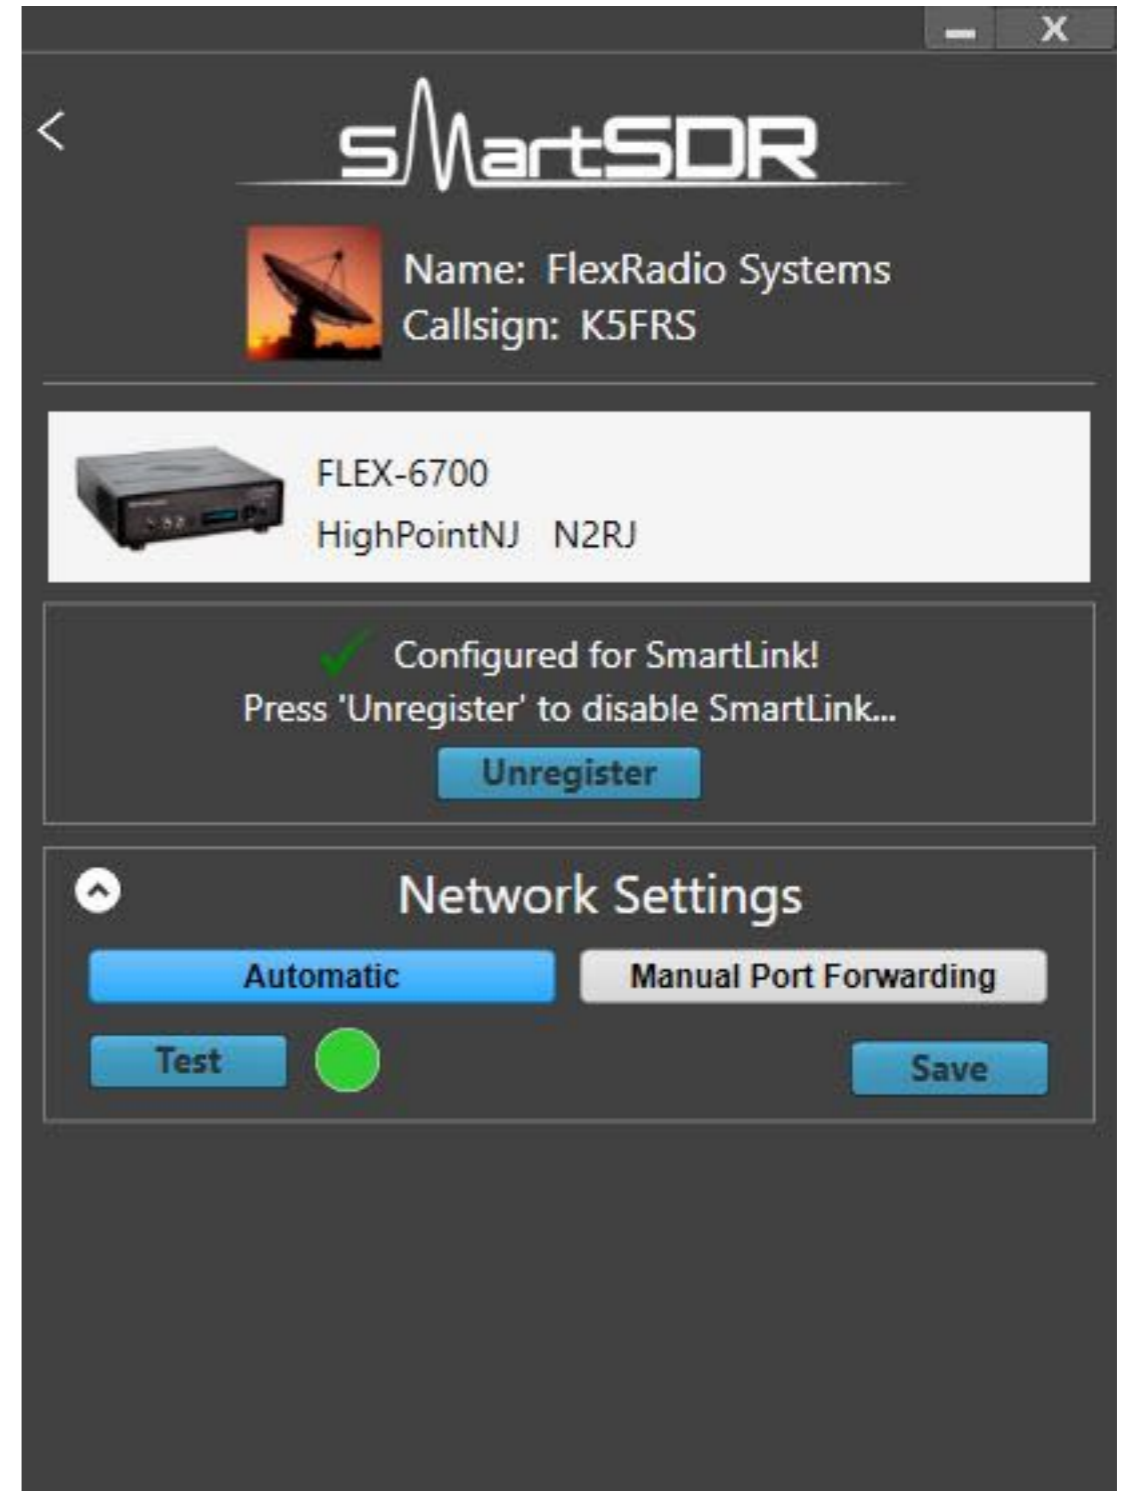 X
smartSDR
Name: FlexRadio Systems
Callsign: K5FRS
FLEX-6700
HighPointNJ N2RJ
Configured for SmartLink!
Press 'Unregister' to disable SmartLink...
Unregister
Network Settings
Automatic
Manual Port Forwarding
Test
Save